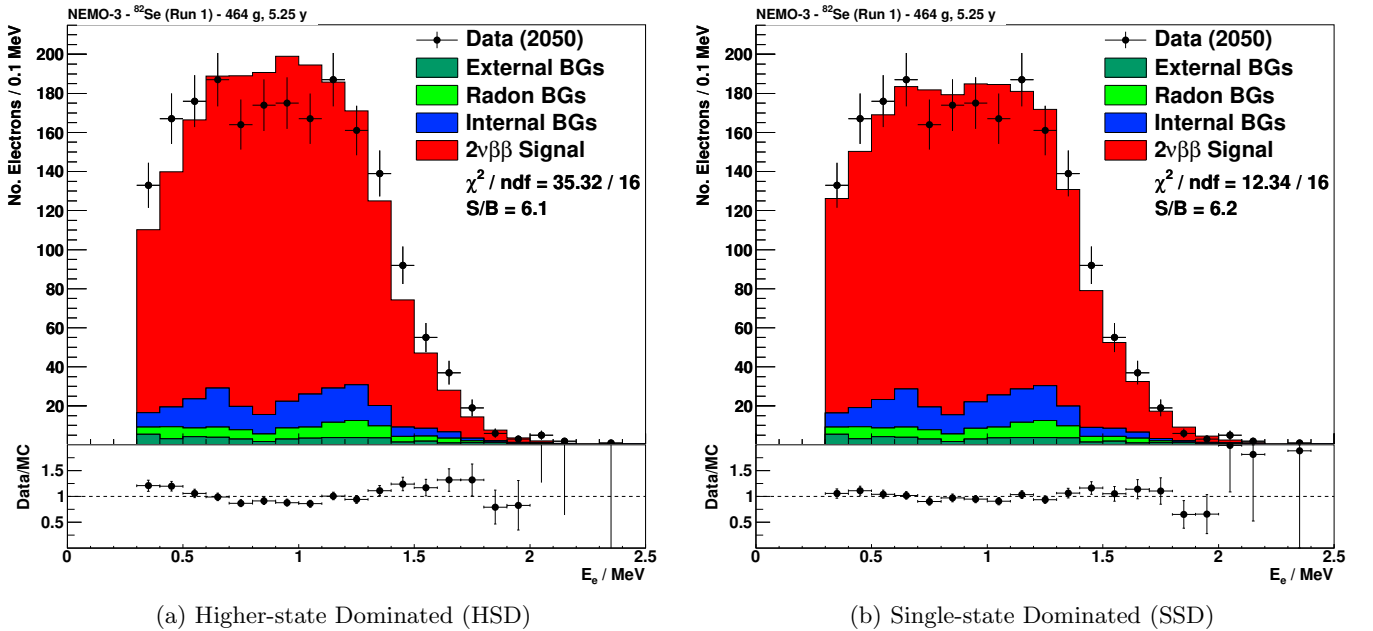 NEMO-3 - ⁸²Se (Run 1) - 464 g, 5.25 y
No. Electrons / 0.1 MeV
200
180
160
140
120
100
80
60
40
20
Data (2050)
External BGs
Radon BGs
Internal BGs
2νββ Signal
χ² / ndf = 35.32 / 16
S/B = 6.1
Data/MC
1.5
1
0.5
0 0.5 1 1.5 2 2.5
Eₑ / MeV
(a) Higher-state Dominated (HSD)
NEMO-3 - ⁸²Se (Run 1) - 464 g, 5.25 y
No. Electrons / 0.1 MeV
200
180
160
140
120
100
80
60
40
20
Data (2050)
External BGs
Radon BGs
Internal BGs
2νββ Signal
χ² / ndf = 12.34 / 16
S/B = 6.2
Data/MC
1.5
1
0.5
0 0.5 1 1.5 2 2.5
Eₑ / MeV
(b) Single-state Dominated (SSD)